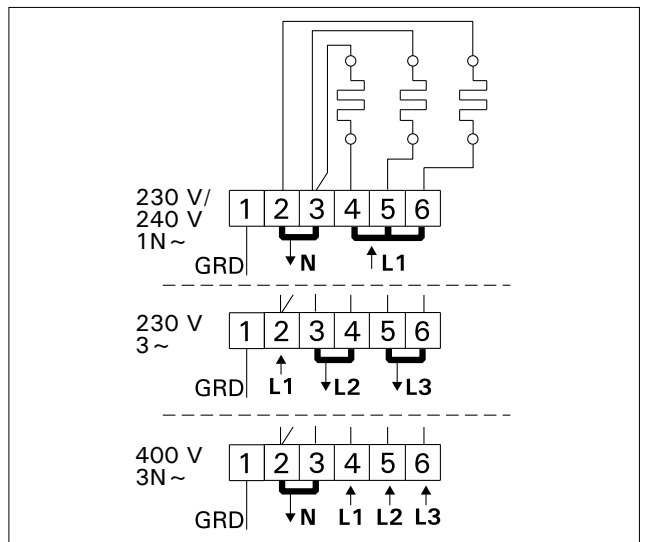 230 V/
240 V
1N~
1 2 3 4 5 6
GRD N L1
230 V
3~
1 2 3 4 5 6
GRD L1 L2 L3
400 V
3N~
1 2 3 4 5 6
GRD N L1 L2 L3